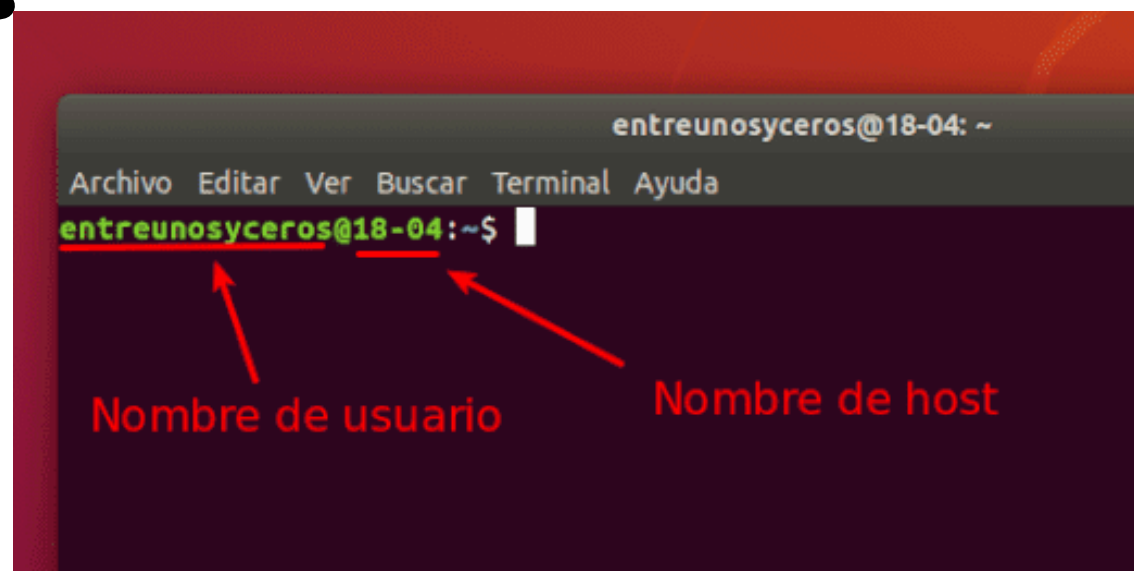 entreunosyceros@18-04: ~
Archivo Editar Ver Buscar Terminal Ayuda
entreunosyceros@18-04:~$
Nombre de usuario
Nombre de host